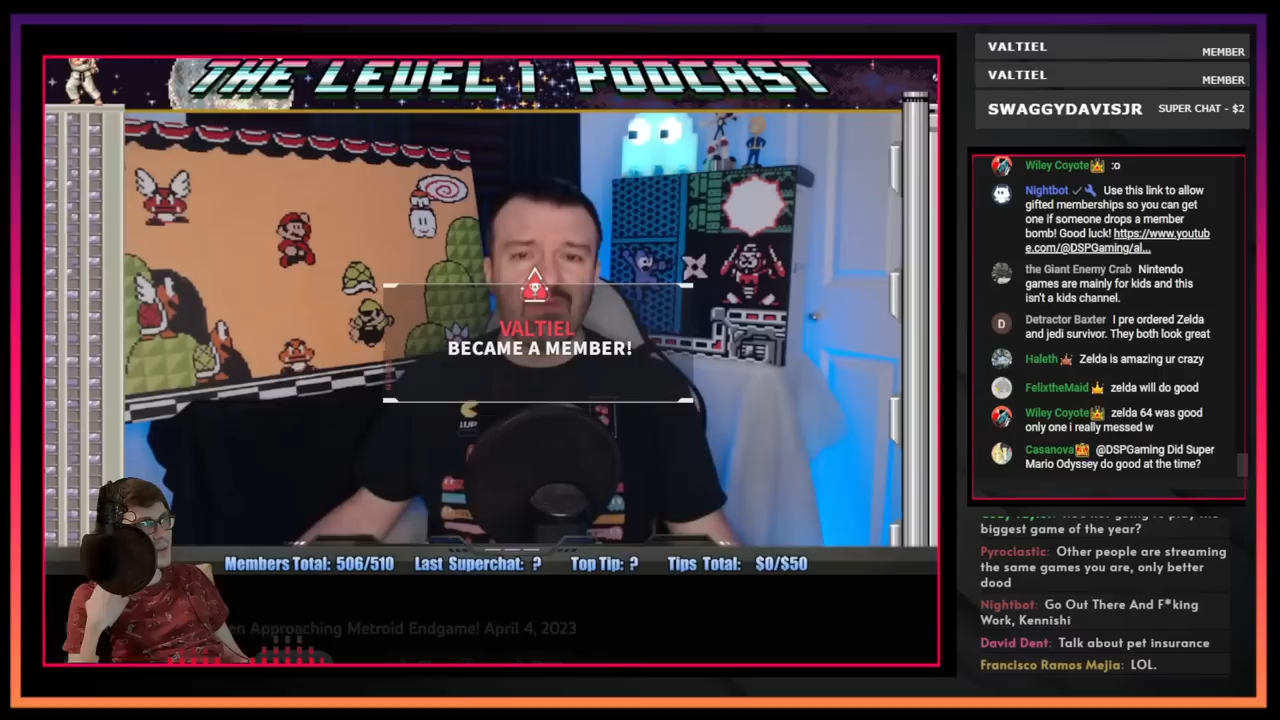 THE LEVEL 1 PODCAST
VALTIEL
BECAME A MEMBER!
1UP
Members Total: 506/510 Last Superchat: ? Top Tip: ? Tips Total: $0/$50
en Approaching Metroid Endgame! April 4, 2023
VALTIEL MEMBER
VALTIEL MEMBER
SWAGGYDAVISJR SUPER CHAT - $2
Wiley Coyote :o
Nightbot Use this link to allow
gifted memberships so you can get
one if someone drops a member
bomb! Good luck! https://www.youtub
e.com/@DSPGaming/al...
the Giant Enemy Crab Nintendo
games are mainly for kids and this
isn't a kids channel.
D
Detractor Baxter I pre ordered Zelda
and jedi survivor. They both look great
Haleth Zelda is amazing ur crazy
FelixtheMaid zelda will do good
Wiley Coyote zelda 64 was good
only one i really messed w
Casanova @DSPGaming Did Super
Mario Odyssey do good at the time?
biggest game of the year?
Pyroclastic: Other people are streaming
the same games you are, only better
dood
Nightbot: Go Out There And F*king
Work, Kennishi
David Dent: Talk about pet insurance
Francisco Ramos Mejia: LOL.